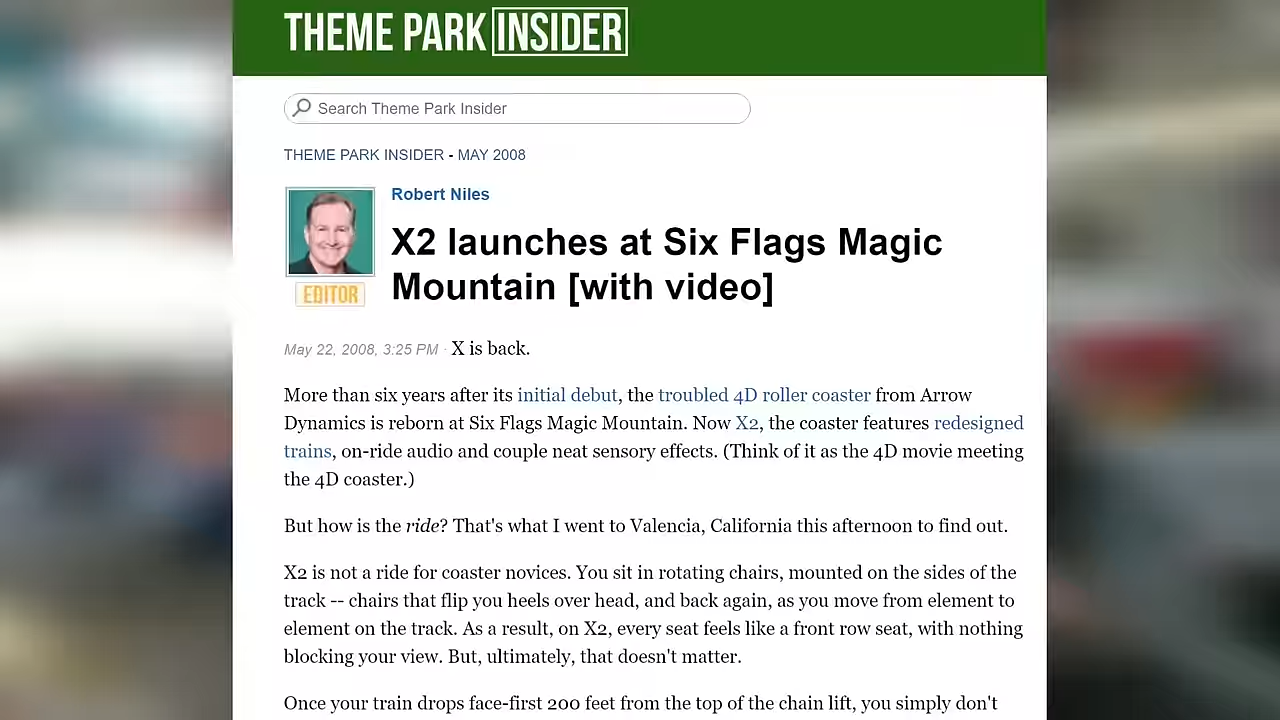 THEME PARK INSIDER
Search Theme Park Insider
THEME PARK INSIDER - MAY 2008
Robert Niles
X2 launches at Six Flags Magic
Mountain [with video]
EDITOR
May 22, 2008, 3:25 PM · X is back.
More than six years after its initial debut, the troubled 4D roller coaster from Arrow
Dynamics is reborn at Six Flags Magic Mountain. Now X2, the coaster features redesigned
trains, on-ride audio and couple neat sensory effects. (Think of it as the 4D movie meeting
the 4D coaster.)
But how is the ride? That's what I went to Valencia, California this afternoon to find out.
X2 is not a ride for coaster novices. You sit in rotating chairs, mounted on the sides of the
track -- chairs that flip you heels over head, and back again, as you move from element to
element on the track. As a result, on X2, every seat feels like a front row seat, with nothing
blocking your view. But, ultimately, that doesn't matter.
Once your train drops face-first 200 feet from the top of the chain lift, you simply don't